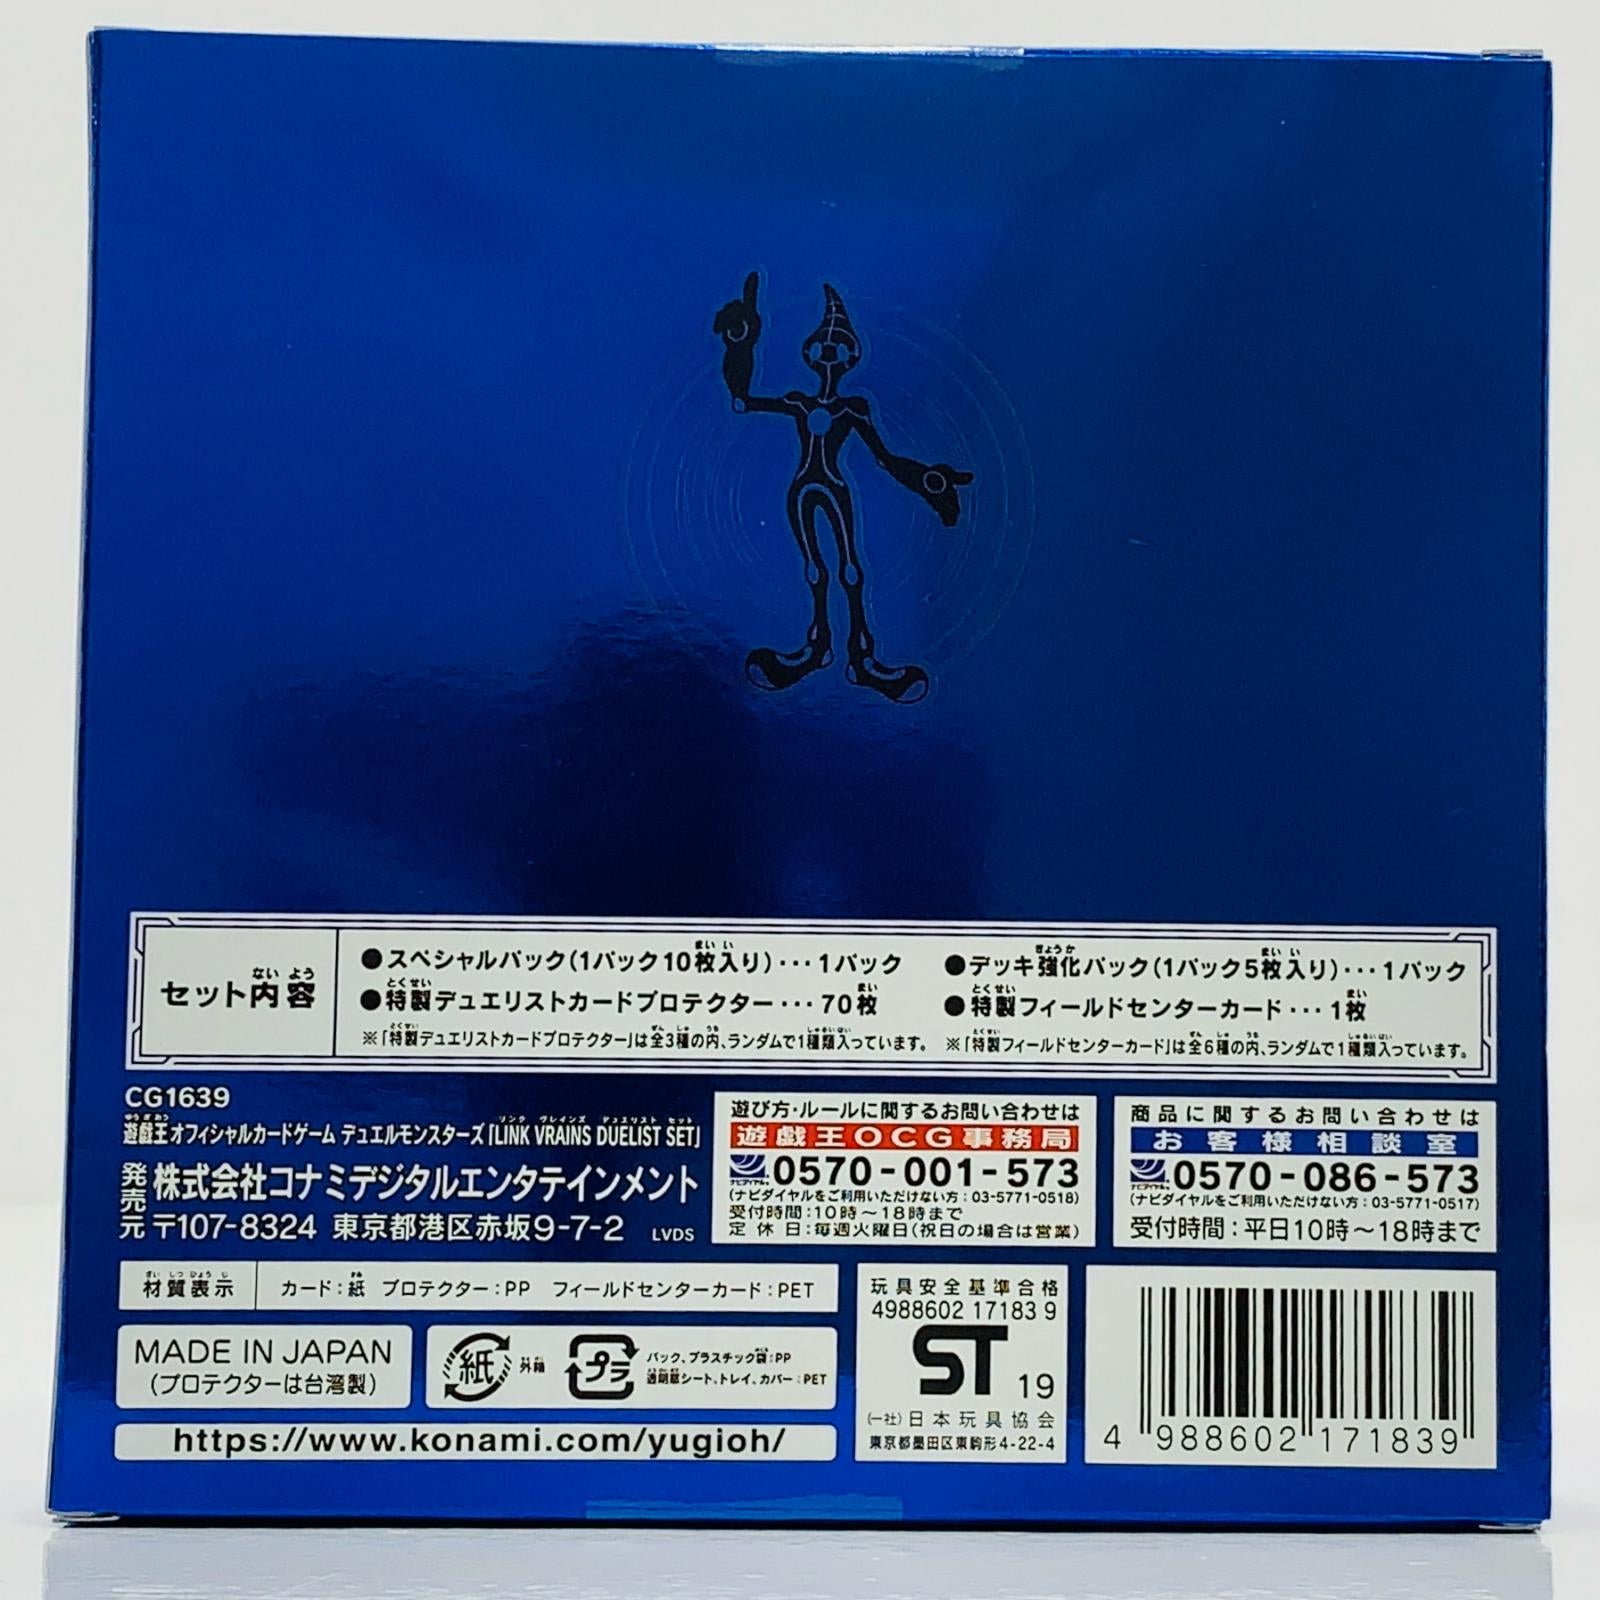 セット内容
●スペシャルパック(1パック10枚入り)･･･1パック
●デッキ強化パック(1パック5枚入り)･･･1パック
●特製デュエリストカードプロテクター･･･70枚
●特製フィールドセンターカード･･･1枚
※「特製デュエリストカードプロテクター」は全3種の内、ランダムで1種類入っています。
※「特製フィールドセンターカード」は全6種の内、ランダムで1種類入っています。
CG1639
遊戯王オフィシャルカードゲーム デュエルモンスターズ「LINK VRAINS DUELIST SET」
発売元
株式会社コナミデジタルエンタテインメント
〒107-8324 東京都港区赤坂9-7-2 LVDS
遊び方・ルールに関するお問い合わせは
遊戯王OCG事務局
ナビダイヤル 0570-001-573
(ナビダイヤルをご利用いただけない方：03-5771-0518)
受付時間：10時〜18時まで
定休日：毎週火曜日(祝日の場合は営業)
商品に関するお問い合わせは
お客様相談室
ナビダイヤル 0570-086-573
(ナビダイヤルをご利用いただけない方：03-5771-0517)
受付時間：平日10時〜18時まで
材質表示 カード：紙 プロテクター：PP フィールドセンターカード：PET
MADE IN JAPAN
(プロテクターは台湾製)
紙 外箱
プラ パック、プラスチック袋：PP
透明窓シート、トレイ、カバー：PET
https://www.konami.com/yugioh/
玩具安全基準合格
4988602 17183 9
ST 19
(一社)日本玩具協会
東京都墨田区東駒形4-22-4
4 988602 171839